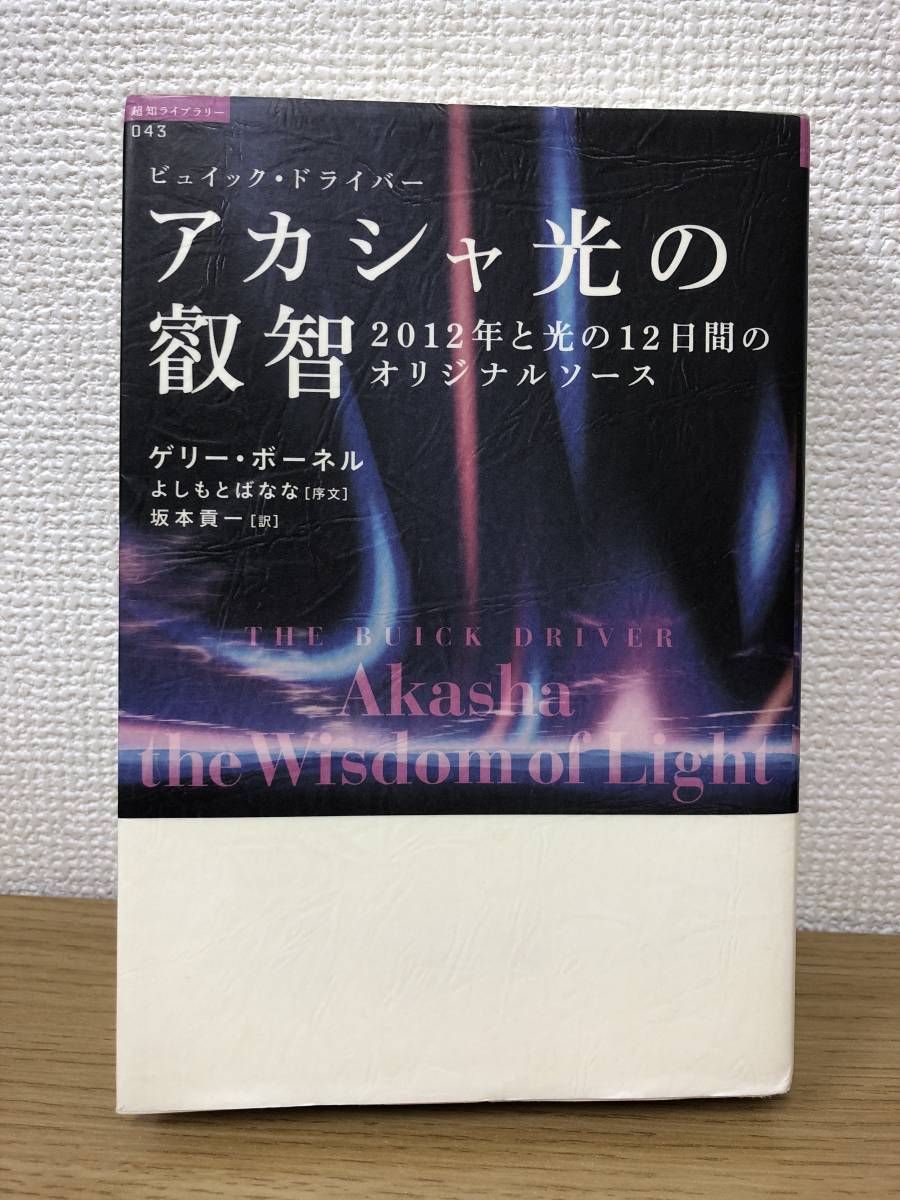 超知ライブラリー
043
ビュイック・ドライバー
アカシャ光の
叡智
2012年と光の12日間の
オリジナルソース
ゲリー・ボーネル
よしもとばなな[序文]
坂本貢一[訳]
THE BUICK DRIVER
Akasha
the Wisdom of Light